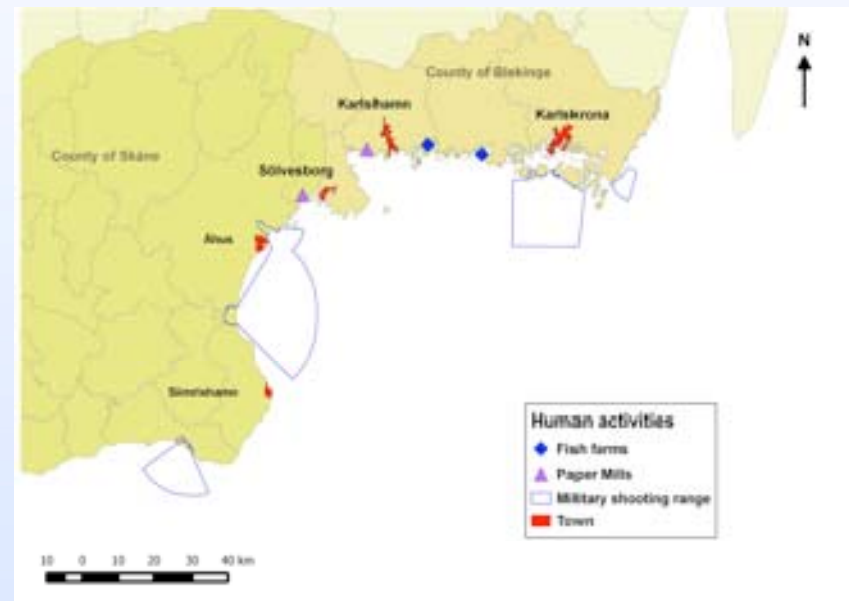 N
County of Blekinge
Karlshamn
Karlskrona
County of Skåne
Sölvesborg
Åhus
Simrishamn
Human activities
Fish farms
Paper Mills
Military shooting range
Town
10 0 10 20 30 40 km